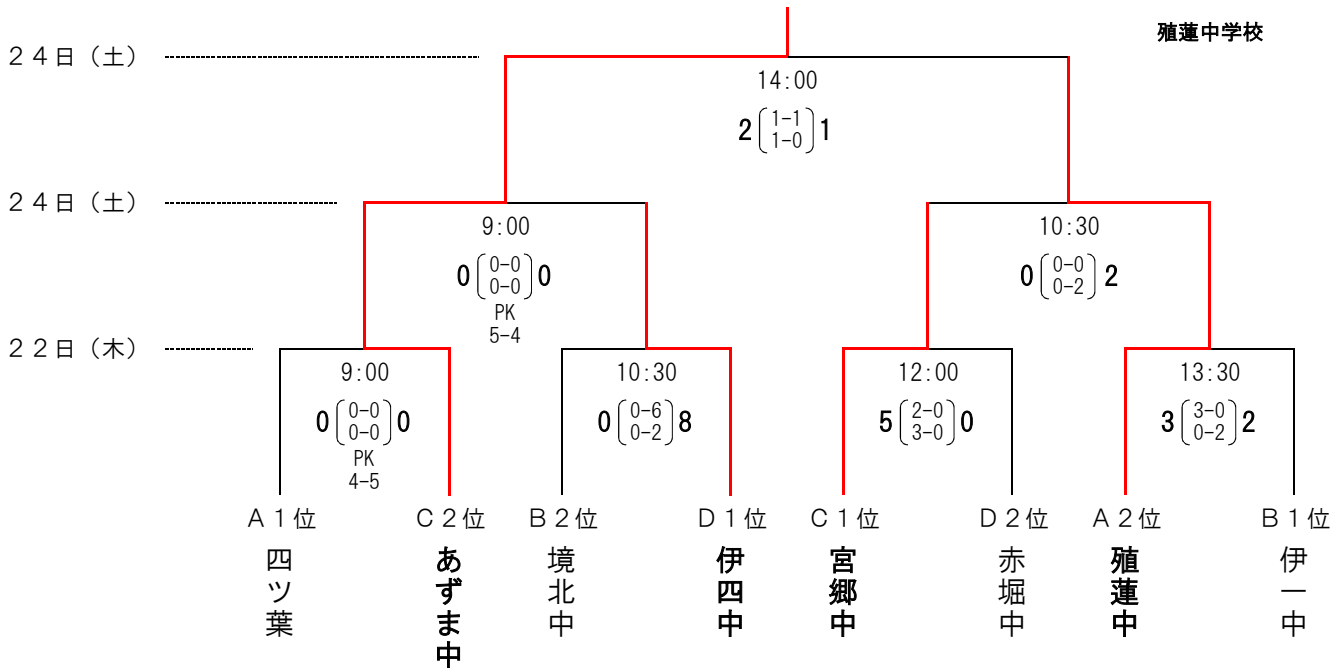 殖蓮中学校
２４日（土）
14:00
2 1-1 1
1-0
２４日（土）
9:00
0 0-0 0
0-0
PK
5-4
10:30
0 0-0 2
0-2
２２日（木）
9:00
0 0-0 0
0-0
PK
4-5
10:30
0 0-6 8
0-2
12:00
5 2-0 0
3-0
13:30
3 3-0 2
0-2
Ａ１位
Ｃ２位
Ｂ２位
Ｄ１位
Ｃ１位
Ｄ２位
Ａ２位
Ｂ１位
四ツ葉
あずま中
境北中
伊四中
宮郷中
赤堀中
殖蓮中
伊一中